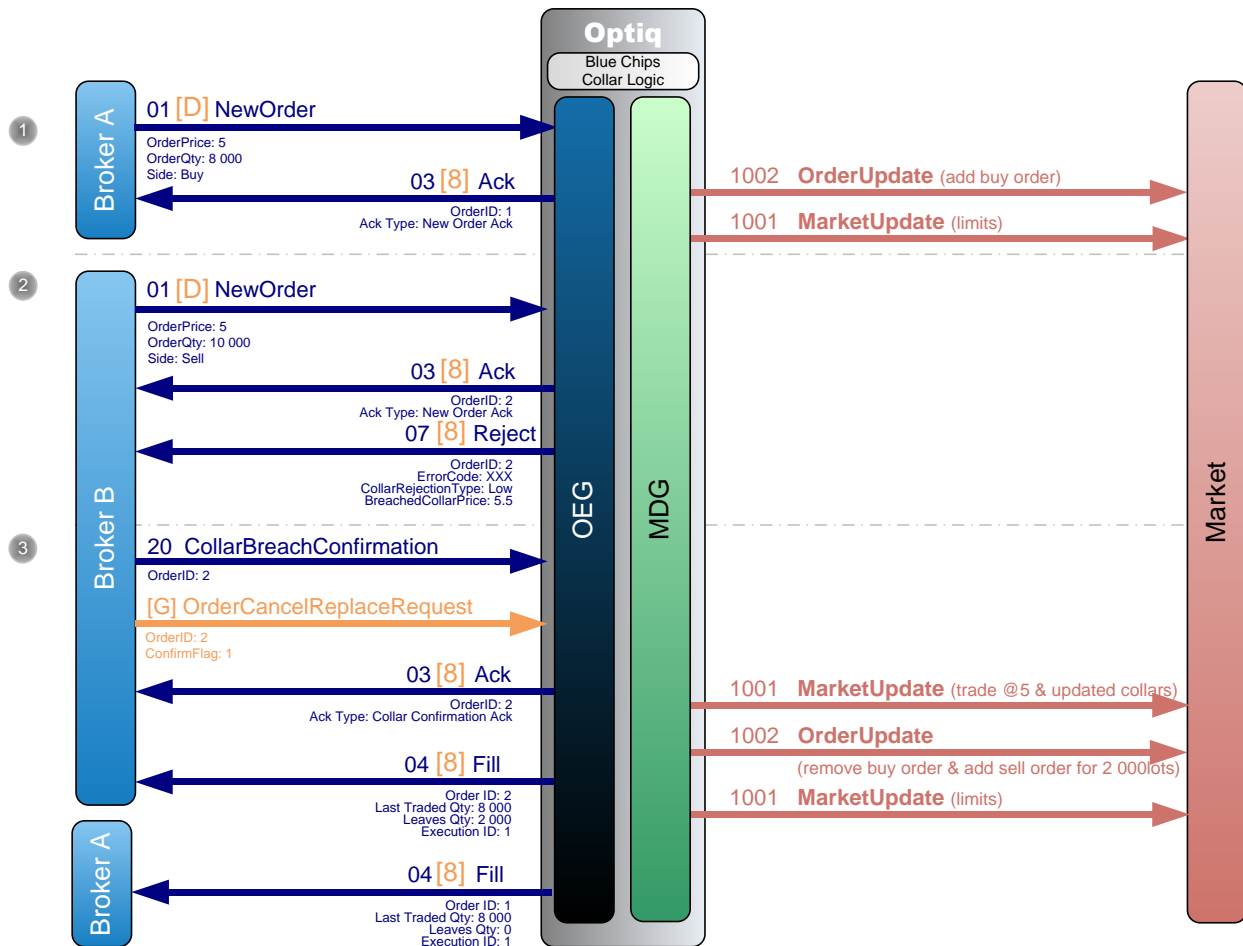 Optiq
Blue Chips
Collar Logic
1
Broker A
01 [D] NewOrder
OrderPrice: 5
OrderQty: 8 000
Side: Buy
03 [8] Ack
OrderID: 1
Ack Type: New Order Ack
1002 OrderUpdate (add buy order)
1001 MarketUpdate (limits)
2
Broker B
01 [D] NewOrder
OrderPrice: 5
OrderQty: 10 000
Side: Sell
03 [8] Ack
OrderID: 2
Ack Type: New Order Ack
07 [8] Reject
OrderID: 2
ErrorCode: XXX
CollarRejectionType: Low
BreachedCollarPrice: 5.5
OEG
MDG
Market
3
20 CollarBreachConfirmation
OrderID: 2
[G] OrderCancelReplaceRequest
OrderID: 2
ConfirmFlag: 1
03 [8] Ack
OrderID: 2
Ack Type: Collar Confirmation Ack
1001 MarketUpdate (trade @5 & updated collars)
1002 OrderUpdate
(remove buy order & add sell order for 2 000lots)
04 [8] Fill
Order ID: 2
Last Traded Qty: 8 000
Leaves Qty: 2 000
Execution ID: 1
1001 MarketUpdate (limits)
Broker A
04 [8] Fill
Order ID: 1
Last Traded Qty: 8 000
Leaves Qty: 0
Execution ID: 1